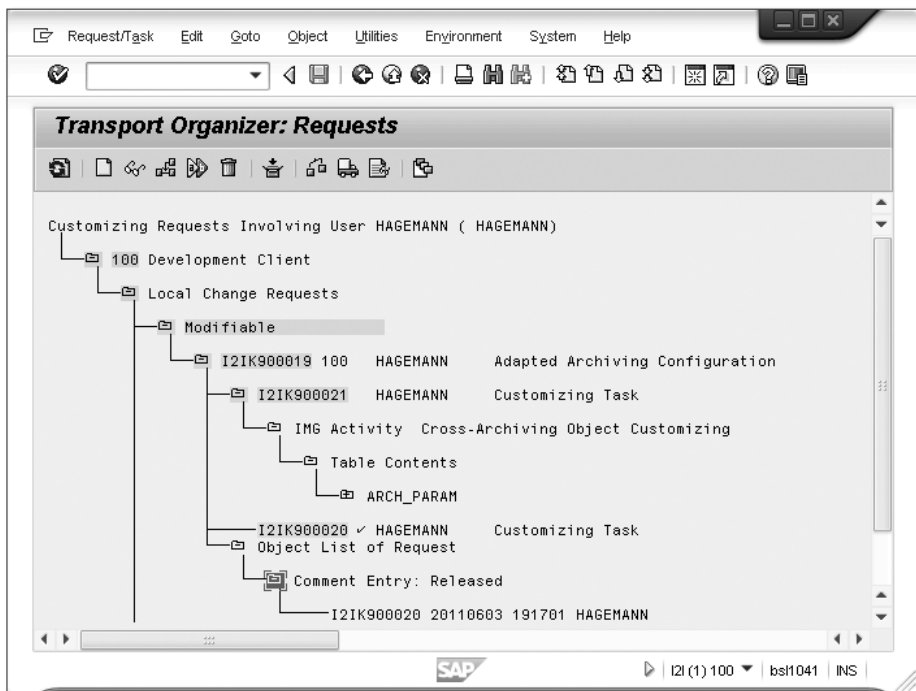 Request/Task Edit Goto Object Utilities Environment System Help
Transport Organizer: Requests
Customizing Requests Involving User HAGEMANN ( HAGEMANN)
100 Development Client
Local Change Requests
Modifiable
I2IK900019 100 HAGEMANN Adapted Archiving Configuration
I2IK900021 HAGEMANN Customizing Task
IMG Activity Cross-Archiving Object Customizing
Table Contents
ARCH_PARAM
I2IK900020 ✓ HAGEMANN Customizing Task
Object List of Request
Comment Entry: Released
I2IK900020 20110603 191701 HAGEMANN
SAP I2I (1) 100 bsl1041 INS